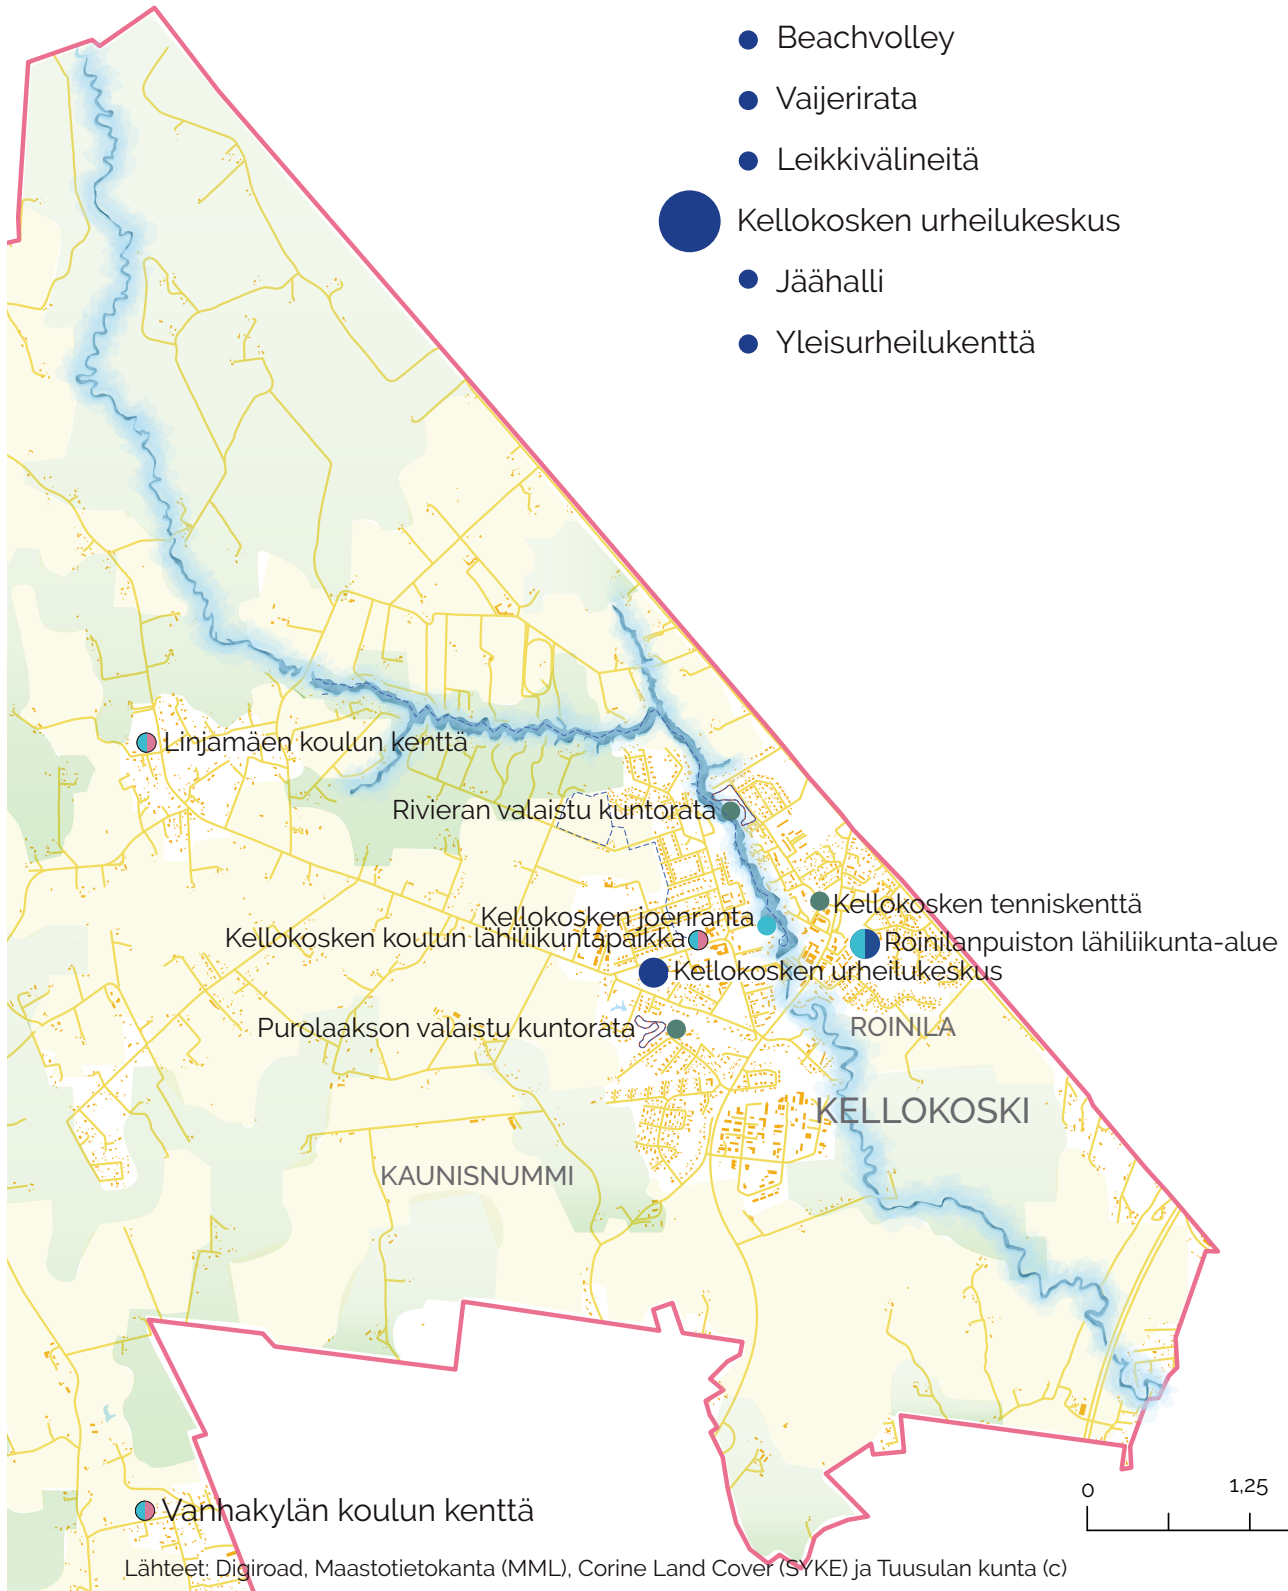 Beachvolley
Vaijerirata
Leikkivälineitä
Kellokosken urheilukeskus
Jäähalli
Yleisurheilukenttä
Linjamäen koulun kenttä
Rivieran valaistu kuntorata
Kellokosken tenniskenttä
Kellokosken joenranta
Kellokosken koulun lähiliikuntapaikka
Roinilanpuiston lähiliikunta-alue
Kellokosken urheilukeskus
Purolaakson valaistu kuntorata
ROINILA
KELLOKOSKI
KAUNISNUMMI
0
1,25
Vanhakylän koulun kenttä
Lähteet: Digiroad, Maastotietokanta (MML), Corine Land Cover (SYKE) ja Tuusulan kunta (c)